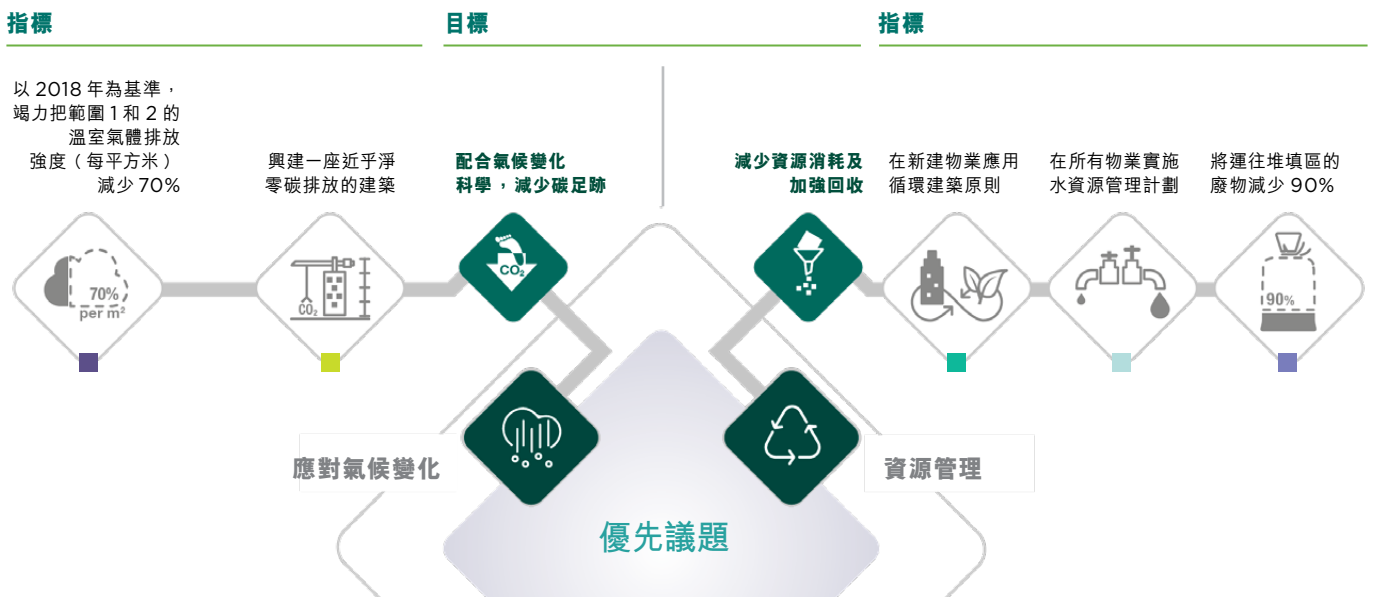 指標
目標
指標
以 2018 年為基準，
竭力把範圍 1 和 2 的
溫室氣體排放
強度（每平方米）
減少 70%
興建一座近乎淨
零碳排放的建築
配合氣候變化
科學，減少碳足跡
減少資源消耗及
加強回收
在新建物業應用
循環建築原則
在所有物業實施
水資源管理計劃
將運往堆填區的
廢物減少 90%
70%
per m²
CO₂
CO₂
90%
應對氣候變化
資源管理
優先議題